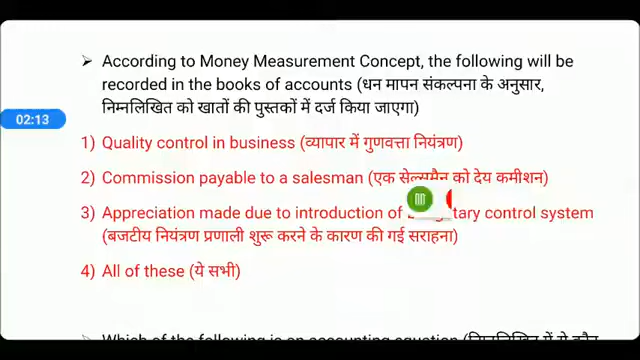 ➤ According to Money Measurement Concept, the following will be
recorded in the books of accounts (धन मापन संकल्पना के अनुसार,
निम्नलिखित को खातों की पुस्तकों में दर्ज किया जाएगा)
02:13
1) Quality control in business (व्यापार में गुणवत्ता नियंत्रण)
2) Commission payable to a salesman (एक सेल्समैन को देय कमीशन)
3) Appreciation made due to introduction of control system
(बजटीय नियंत्रण प्रणाली शुरू करने के कारण की गई सराहना)
4) All of these (ये सभी)
Which of the following is an accounting equation